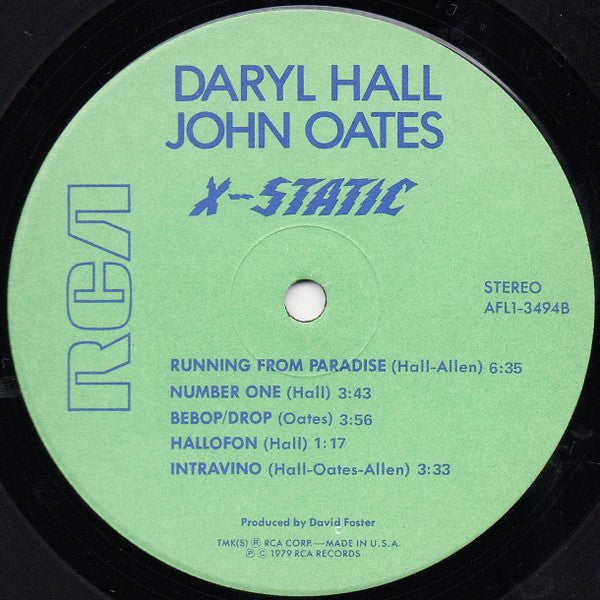 DARYL HALL
JOHN OATES
X-STATIC
RCA
STEREO
AFL1-3494B
RUNNING FROM PARADISE (Hall-Allen) 6:35
NUMBER ONE (Hall) 3:43
BEBOP/DROP (Oates) 3:56
HALLOFON (Hall) 1:17
INTRAVINO (Hall-Oates-Allen) 3:33
Produced by David Foster
TMK(S) ® RCA CORP.—MADE IN U.S.A.
Ⓟ © 1979 RCA RECORDS